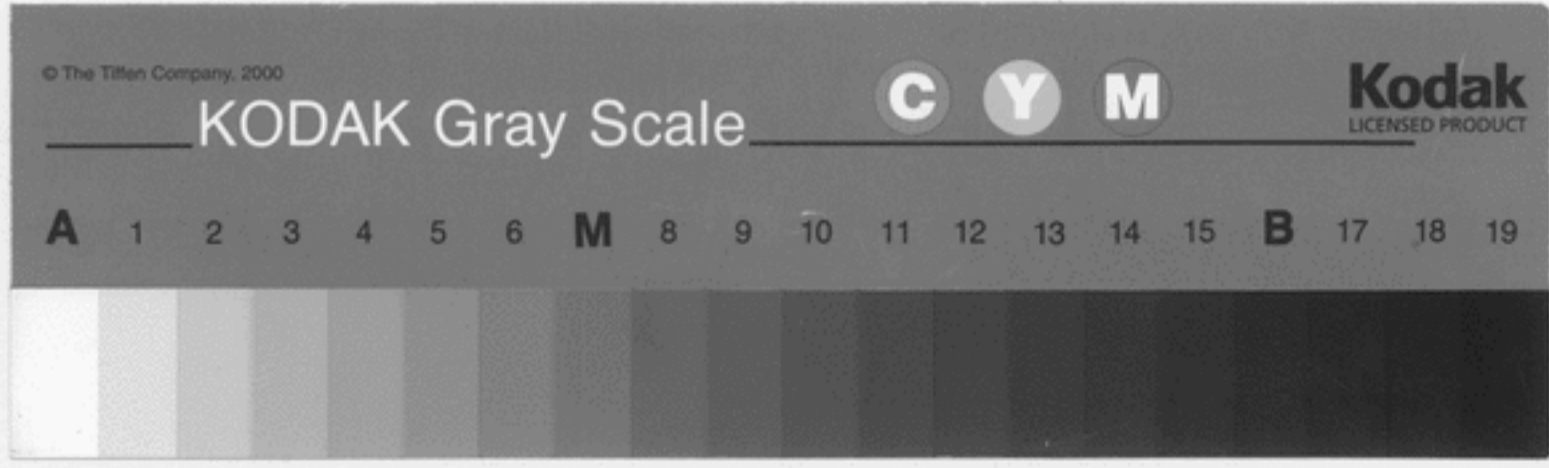 © The Tiffen Company, 2000
KODAK Gray Scale
C Y M
Kodak
LICENSED PRODUCT
A 1 2 3 4 5 6 M 8 9 10 11 12 13 14 15 B 17 18 19